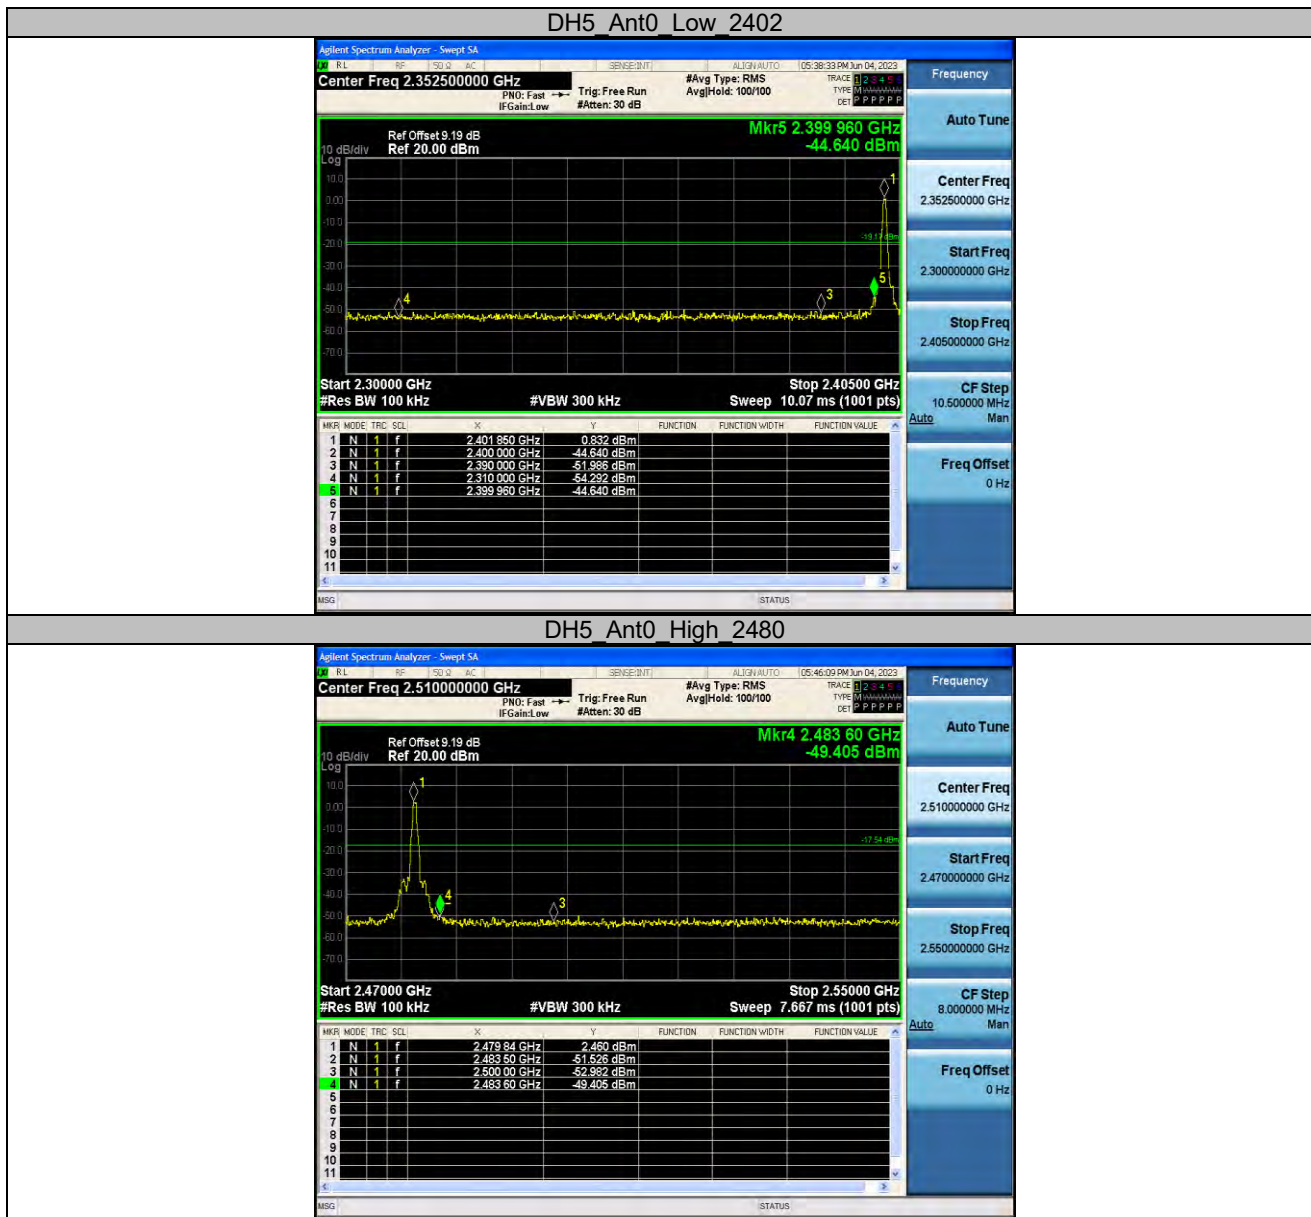 DH5_Ant0_Low_2402
Agilent Spectrum Analyzer - Swept SA
RL RF 50 Ω AC SENSE:INT ALIGN AUTO 05:38:33 PM Jun 04, 2023
Center Freq 2.352500000 GHz
PNO: Fast
IFGain:Low
Trig: Free Run
#Atten: 30 dB
#Avg Type: RMS
Avg|Hold: 100/100
TRACE 1 2 3 4 5
TYPE M
DET P P P P P P
Frequency
Ref Offset 9.19 dB
10 dB/div Ref 20.00 dBm
Log
Mkr5 2.399 960 GHz
-44.640 dBm
10.0
0.00
-10.0
-20.0
-30.0
-40.0
-50.0
-60.0
-70.0
1
-19.17 dBm
5
4
3
Start 2.30000 GHz Stop 2.40500 GHz
#Res BW 100 kHz #VBW 300 kHz Sweep 10.07 ms (1001 pts)
MKR MODE TRC SCL X Y FUNCTION FUNCTION WIDTH FUNCTION VALUE
1 N 1 f 2.401 850 GHz 0.832 dBm
2 N 1 f 2.400 000 GHz -44.640 dBm
3 N 1 f 2.390 000 GHz -51.986 dBm
4 N 1 f 2.310 000 GHz -54.292 dBm
5 N 1 f 2.399 960 GHz -44.640 dBm
6
7
8
9
10
11
MSG STATUS
Auto Tune
Center Freq
2.352500000 GHz
Start Freq
2.300000000 GHz
Stop Freq
2.405000000 GHz
CF Step
10.500000 MHz
Auto Man
Freq Offset
0 Hz
DH5_Ant0_High_2480
Agilent Spectrum Analyzer - Swept SA
RL RF 50 Ω AC SENSE:INT ALIGN AUTO 05:46:09 PM Jun 04, 2023
Center Freq 2.510000000 GHz
PNO: Fast
IFGain:Low
Trig: Free Run
#Atten: 30 dB
#Avg Type: RMS
Avg|Hold: 100/100
TRACE 1 2 3 4 5
TYPE M
DET P P P P P P
Frequency
Ref Offset 9.19 dB
10 dB/div Ref 20.00 dBm
Log
Mkr4 2.483 60 GHz
-49.405 dBm
10.0
0.00
-10.0
-20.0
-30.0
-40.0
-50.0
-60.0
-70.0
1
-17.54 dBm
4
3
Start 2.47000 GHz Stop 2.55000 GHz
#Res BW 100 kHz #VBW 300 kHz Sweep 7.667 ms (1001 pts)
MKR MODE TRC SCL X Y FUNCTION FUNCTION WIDTH FUNCTION VALUE
1 N 1 f 2.479 84 GHz 2.460 dBm
2 N 1 f 2.483 50 GHz -51.526 dBm
3 N 1 f 2.500 00 GHz -52.982 dBm
4 N 1 f 2.483 60 GHz -49.405 dBm
5
6
7
8
9
10
11
MSG STATUS
Auto Tune
Center Freq
2.510000000 GHz
Start Freq
2.470000000 GHz
Stop Freq
2.550000000 GHz
CF Step
8.000000 MHz
Auto Man
Freq Offset
0 Hz